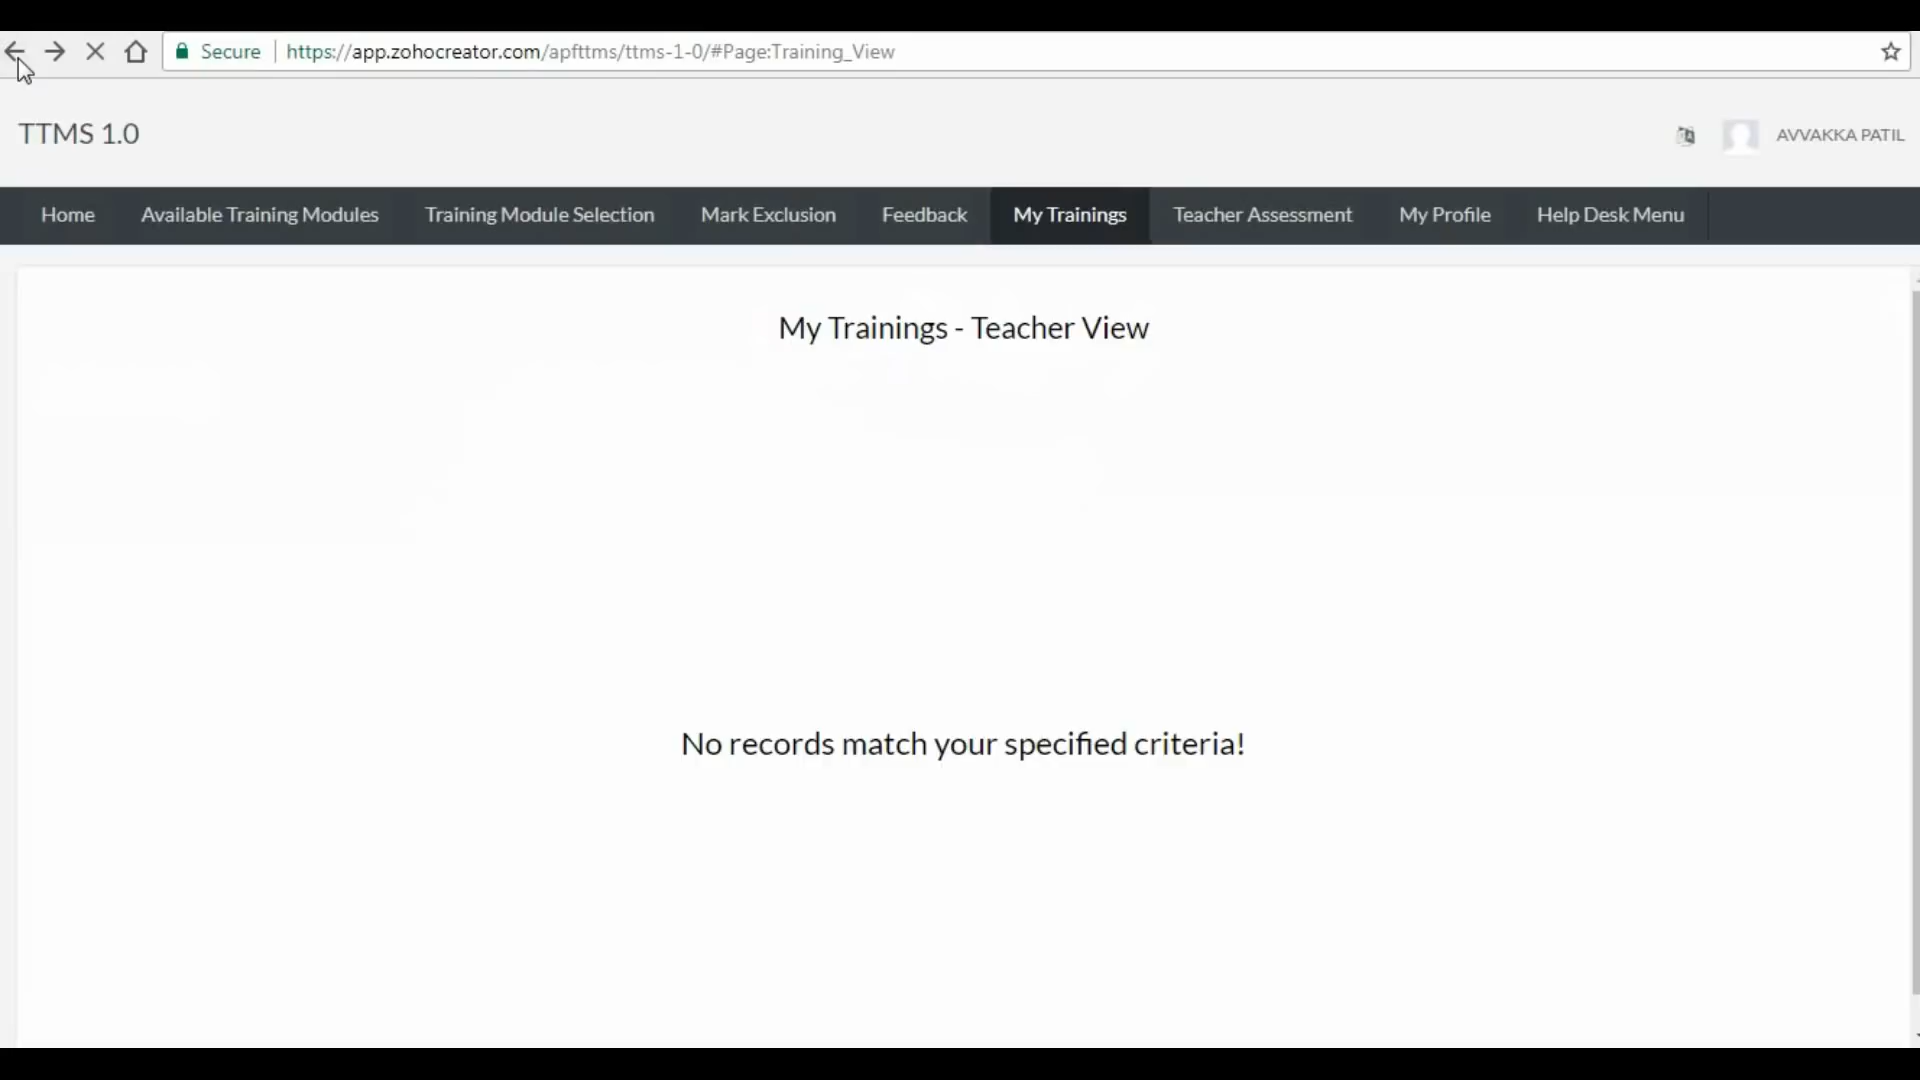 Secure https://app.zohocreator.com/apfttms/ttms-1-0/#Page:Training_View
TTMS 1.0
AVVAKKA PATIL
Home Available Training Modules Training Module Selection Mark Exclusion Feedback My Trainings Teacher Assessment My Profile Help Desk Menu
My Trainings - Teacher View
No records match your specified criteria!